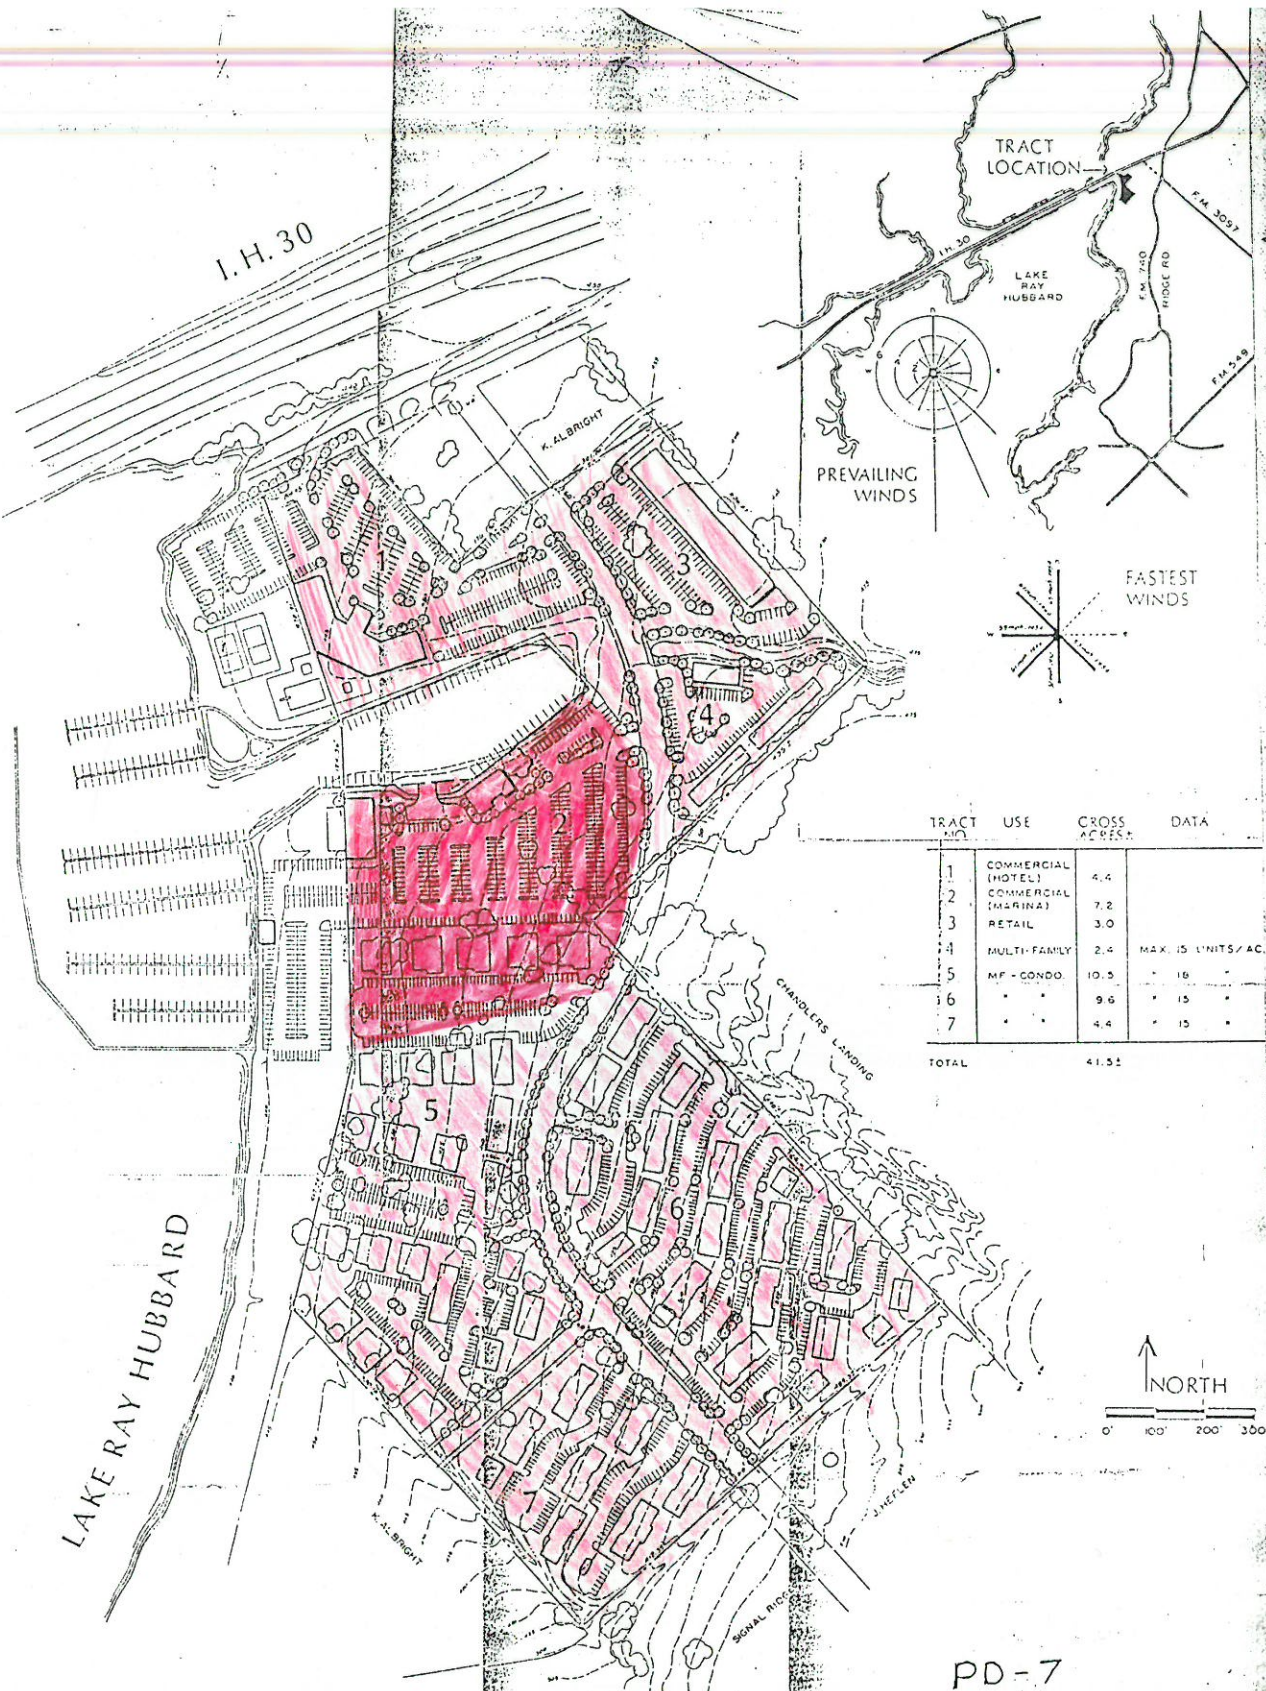 I.H. 30
TRACT
LOCATION
F.M. 3097
I.H. 30
LAKE
RAY
HUBBARD
F.M. 740
RIDGE RD
F.M. 549
PREVAILING
WINDS
FASTEST
WINDS
K. ALBRIGHT
1
3
4
2
TRACT NO. USE GROSS ACRES± DATA
1 COMMERCIAL (HOTEL) 4.4
2 COMMERCIAL (MARINA) 7.2
3 RETAIL 3.0
4 MULTI-FAMILY 2.4 MAX. 15 UNITS/AC.
5 MF - CONDO. 10.5 " 18 "
6 " " 9.6 " 15 "
7 " " 4.4 " 15 "
TOTAL 41.5±
CHANDLERS LANDING
5
6
7
LAKE RAY HUBBARD
K. ALBRIGHT
J. HEFLEN
SIGNAL RIDGE
NORTH
0' 100' 200' 300
PD-7